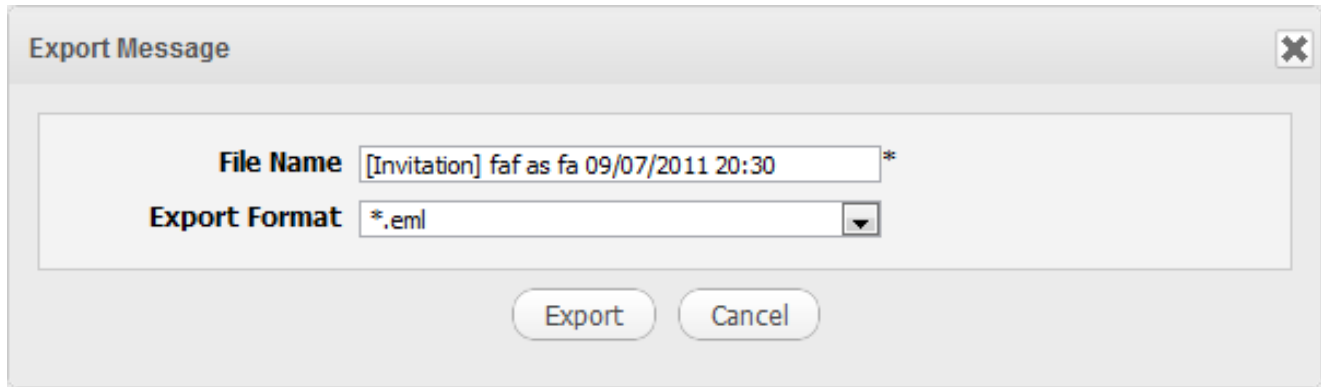 Export Message
File Name [Invitation] faf as fa 09/07/2011 20:30 *
Export Format *.eml
Export Cancel